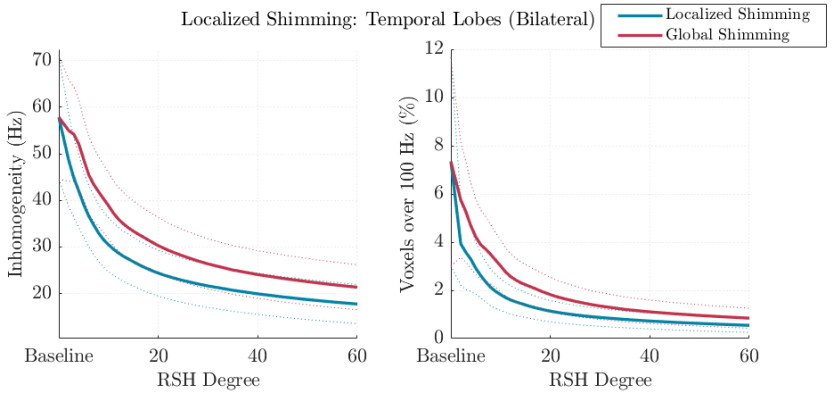 Localized Shimming: Temporal Lobes (Bilateral)
Localized Shimming
Global Shimming
Inhomogeneity (Hz)
70
60
50
40
30
20
Baseline
20
40
60
RSH Degree
Voxels over 100 Hz (%)
12
10
8
6
4
2
0
Baseline
20
40
60
RSH Degree